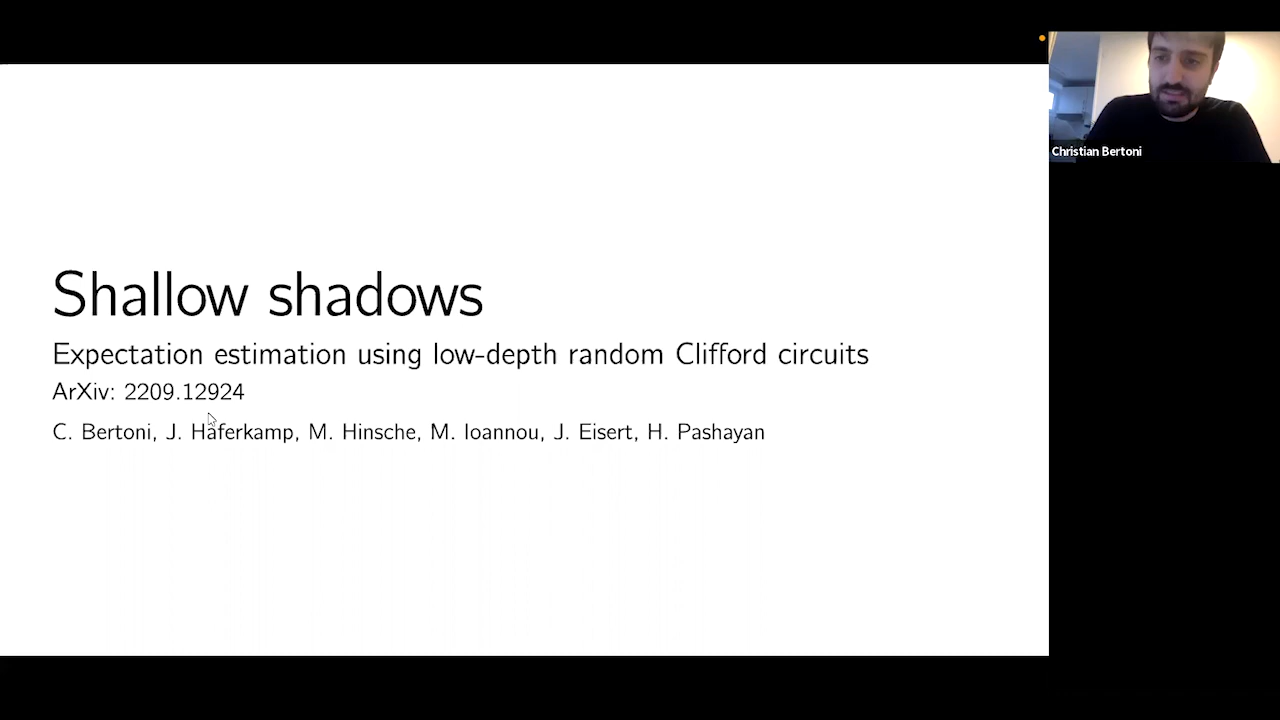 Shallow shadows
Expectation estimation using low-depth random Clifford circuits
ArXiv: 2209.12924
C. Bertoni, J. Haferkamp, M. Hinsche, M. Ioannou, J. Eisert, H. Pashayan
Christian Bertoni